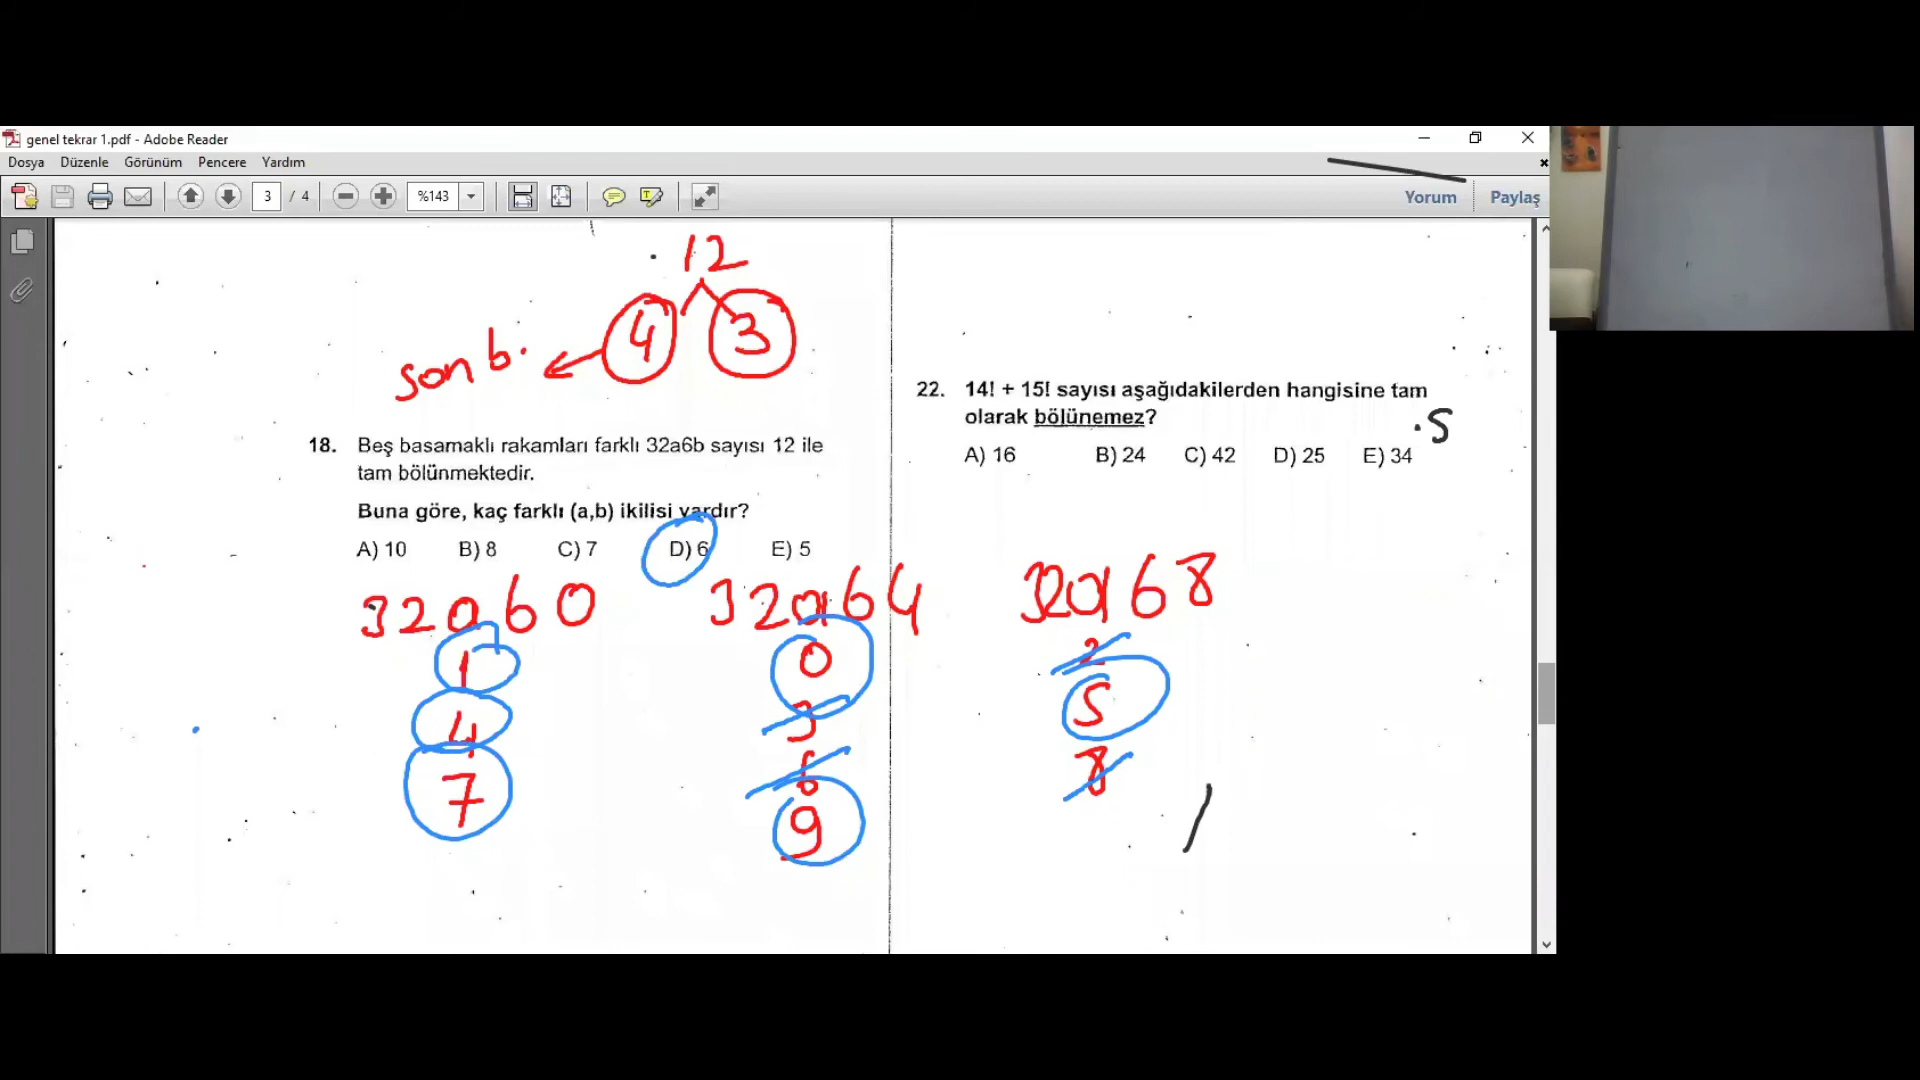 genel tekrar 1.pdf - Adobe Reader
Dosya Düzenle Görünüm Pencere Yardım
3 / 4 %143 Yorum Paylaş
12
4 3
son b.
18. Beş basamaklı rakamları farklı 32a6b sayısı 12 ile
tam bölünmektedir.
Buna göre, kaç farklı (a,b) ikilisi vardır?
A) 10 B) 8 C) 7 D) 6 E) 5
32a60 32a64 32a68
1 0 2
4 3 5
7 6 8
9
22. 14! + 15! sayısı aşağıdakilerden hangisine tam
olarak bölünemez?
.5
A) 16 B) 24 C) 42 D) 25 E) 34